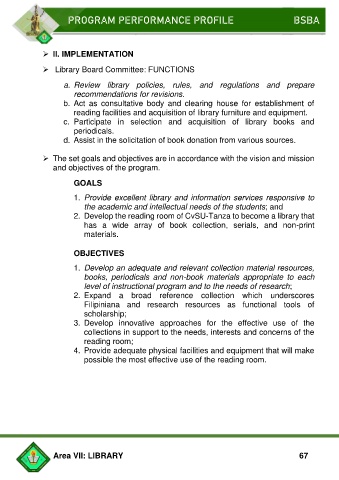 PROGRAM PERFORMANCE PROFILE BSBA
➢ II. IMPLEMENTATION
➢ Library Board Committee: FUNCTIONS
a. Review library policies, rules, and regulations and prepare
recommendations for revisions.
b. Act as consultative body and clearing house for establishment of
reading facilities and acquisition of library furniture and equipment.
c. Participate in selection and acquisition of library books and
periodicals.
d. Assist in the solicitation of book donation from various sources.
➢ The set goals and objectives are in accordance with the vision and mission
and objectives of the program.
GOALS
1. Provide excellent library and information services responsive to
the academic and intellectual needs of the students; and
2. Develop the reading room of CvSU-Tanza to become a library that
has a wide array of book collection, serials, and non-print
materials.
OBJECTIVES
1. Develop an adequate and relevant collection material resources,
books, periodicals and non-book materials appropriate to each
level of instructional program and to the needs of research;
2. Expand a broad reference collection which underscores
Filipiniana and research resources as functional tools of
scholarship;
3. Develop innovative approaches for the effective use of the
collections in support to the needs, interests and concerns of the
reading room;
4. Provide adequate physical facilities and equipment that will make
possible the most effective use of the reading room.
Area VII: LIBRARY 67